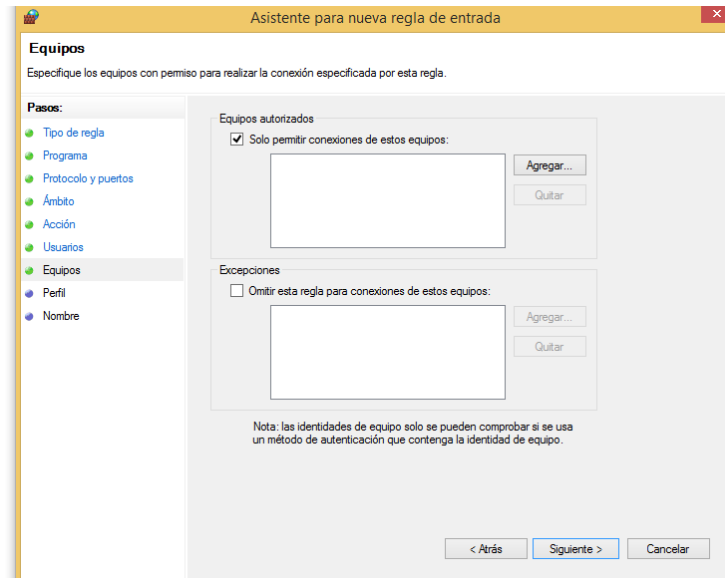 Asistente para nueva regla de entrada
Equipos
Especifique los equipos con permiso para realizar la conexión especificada por esta regla.
Pasos:
Tipo de regla
Programa
Protocolo y puertos
Ámbito
Acción
Usuarios
Equipos
Perfil
Nombre
Equipos autorizados
Solo permitir conexiones de estos equipos:
Agregar...
Quitar
Excepciones
Omitir esta regla para conexiones de estos equipos:
Agregar...
Quitar
Nota: las identidades de equipo solo se pueden comprobar si se usa
un método de autenticación que contenga la identidad de equipo.
< Atrás
Siguiente >
Cancelar